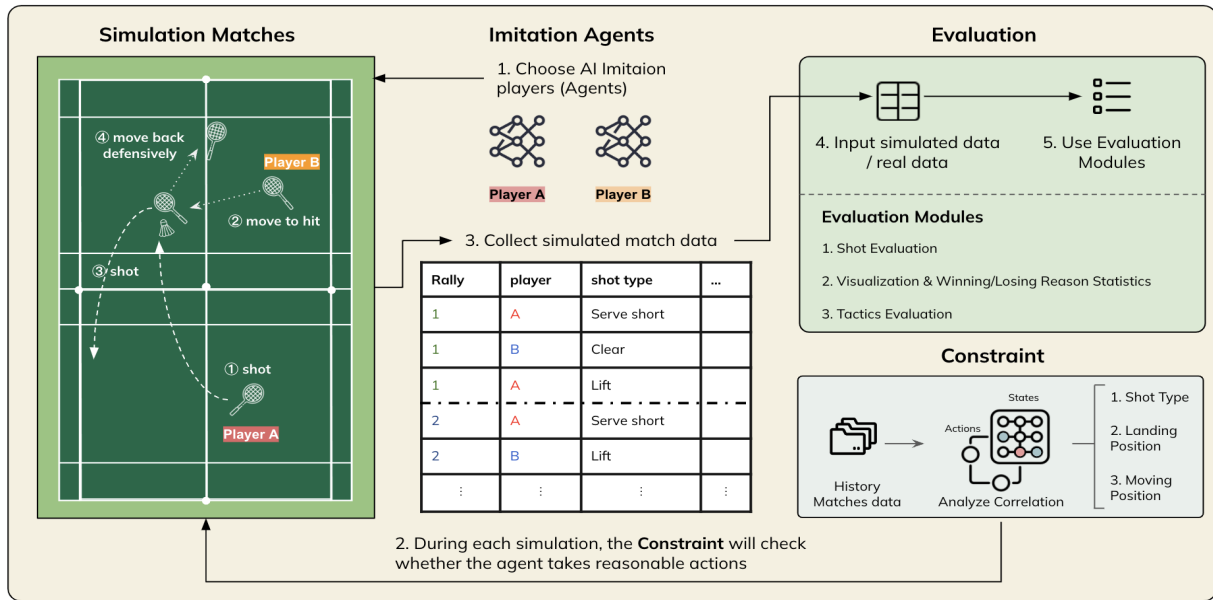 Simulation Matches
④ move back
defensively
Player B
② move to hit
③ shot
① shot
Player A
Imitation Agents
1. Choose AI Imitaion
players (Agents)
Player A
Player B
3. Collect simulated match data
Rally player shot type ...
1 A Serve short
1 B Clear
1 A Lift
2 A Serve short
2 B Lift
⋮ ⋮ ⋮ ⋮
2. During each simulation, the Constraint will check
whether the agent takes reasonable actions
Evaluation
4. Input simulated data
/ real data
5. Use Evaluation
Modules
Evaluation Modules
1. Shot Evaluation
2. Visualization & Winning/Losing Reason Statistics
3. Tactics Evaluation
Constraint
History
Matches data
States
Actions
Analyze Correlation
1. Shot Type
2. Landing
Position
3. Moving
Position